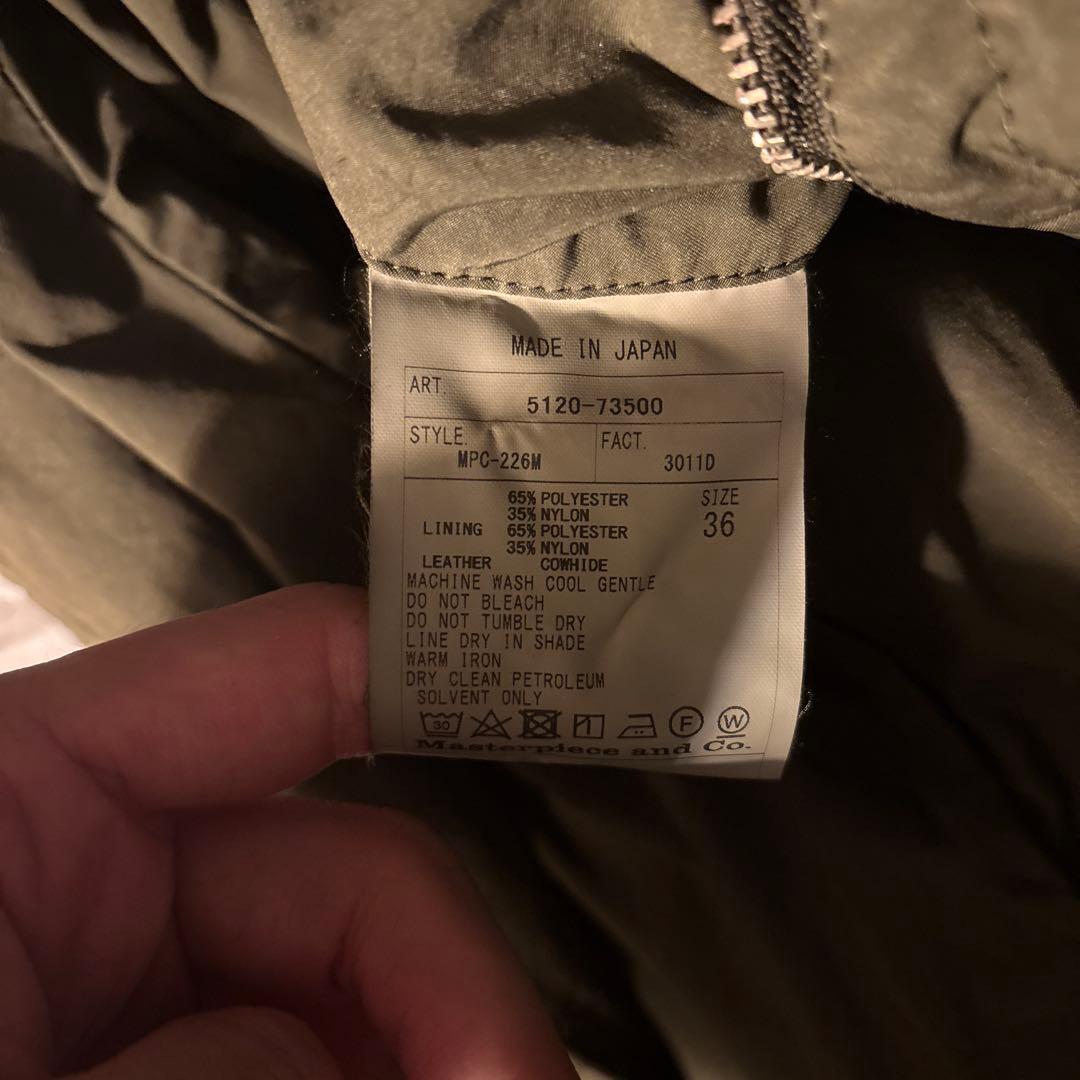 MADE IN JAPAN
ART.
5120-73500
STYLE. FACT.
MPC-226M 3011D
65% POLYESTER SIZE
35% NYLON 36
LINING 65% POLYESTER
35% NYLON
LEATHER COWHIDE
MACHINE WASH COOL GENTLE
DO NOT BLEACH
DO NOT TUMBLE DRY
LINE DRY IN SHADE
WARM IRON
DRY CLEAN PETROLEUM
SOLVENT ONLY
30 F W
Masterpiece and Co.